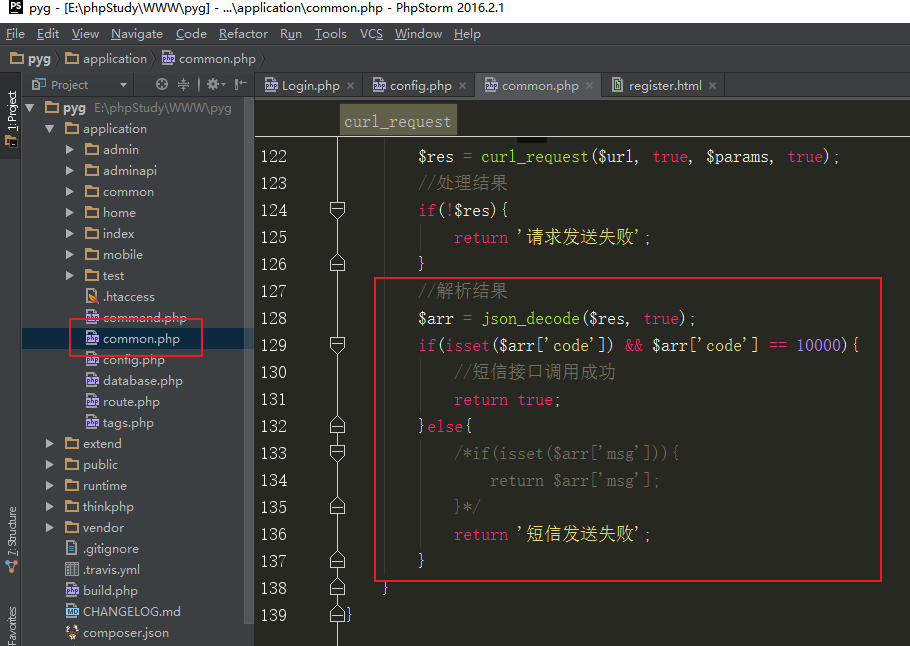 pyg - [E:\phpStudy\WWW\pyg] - ...\application\common.php - PhpStorm 2016.2.1
File Edit View Navigate Code Refactor Run Tools VCS Window Help
pyg application common.php
Project
Login.php config.php common.php register.html
1: Project
7: Structure
Favorites
pyg E:\phpStudy\WWW\pyg
application
admin
adminapi
common
home
index
mobile
test
.htaccess
command.php
common.php
config.php
database.php
route.php
tags.php
extend
public
runtime
thinkphp
vendor
.gitignore
.travis.yml
build.php
CHANGELOG.md
composer.json
curl_request
122 $res = curl_request($url, true, $params, true);
123 //处理结果
124 if(!$res){
125 return '请求发送失败';
126 }
127 //解析结果
128 $arr = json_decode($res, true);
129 if(isset($arr['code']) && $arr['code'] == 10000){
130 //短信接口调用成功
131 return true;
132 }else{
133 /*if(isset($arr['msg'])){
134 return $arr['msg'];
135 }*/
136 return '短信发送失败';
137 }
138 }
139 }